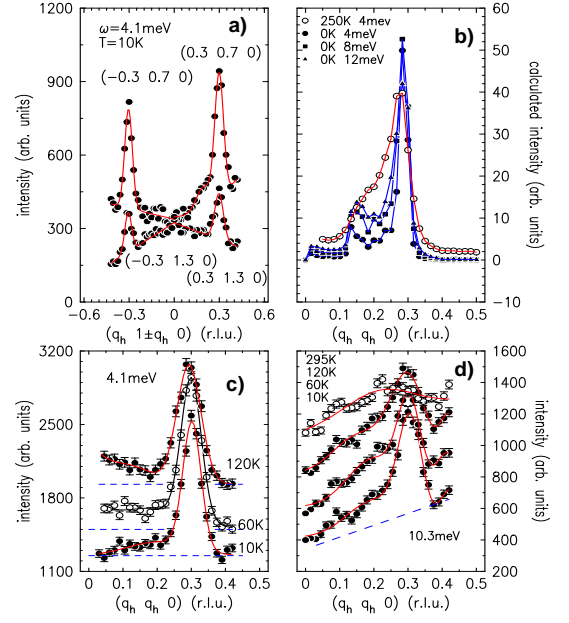 a)
ω=4.1meV
T=10K
(0.3 0.7 0)
(−0.3 0.7 0)
(−0.3 1.3 0)
(0.3 1.3 0)
1200
900
600
300
0
intensity (arb. units)
−0.6
−0.4
−0.2
0
0.2
0.4
0.6
(q_h 1±q_h 0) (r.l.u.)
b)
250K 4mev
0K 4meV
0K 8meV
0K 12meV
60
50
40
30
20
10
0
−10
calculated intensity (arb. units)
0
0.1
0.2
0.3
0.4
0.5
(q_h q_h 0) (r.l.u.)
c)
4.1meV
120K
60K
10K
3200
2500
1800
1100
intensity (arb. units)
0
0.1
0.2
0.3
0.4
0.5
(q_h q_h 0) (r.l.u.)
d)
295K
120K
60K
10K
10.3meV
1600
1400
1200
1000
800
600
400
200
intensity (arb. units)
0
0.1
0.2
0.3
0.4
0.5
(q_h q_h 0) (r.l.u.)